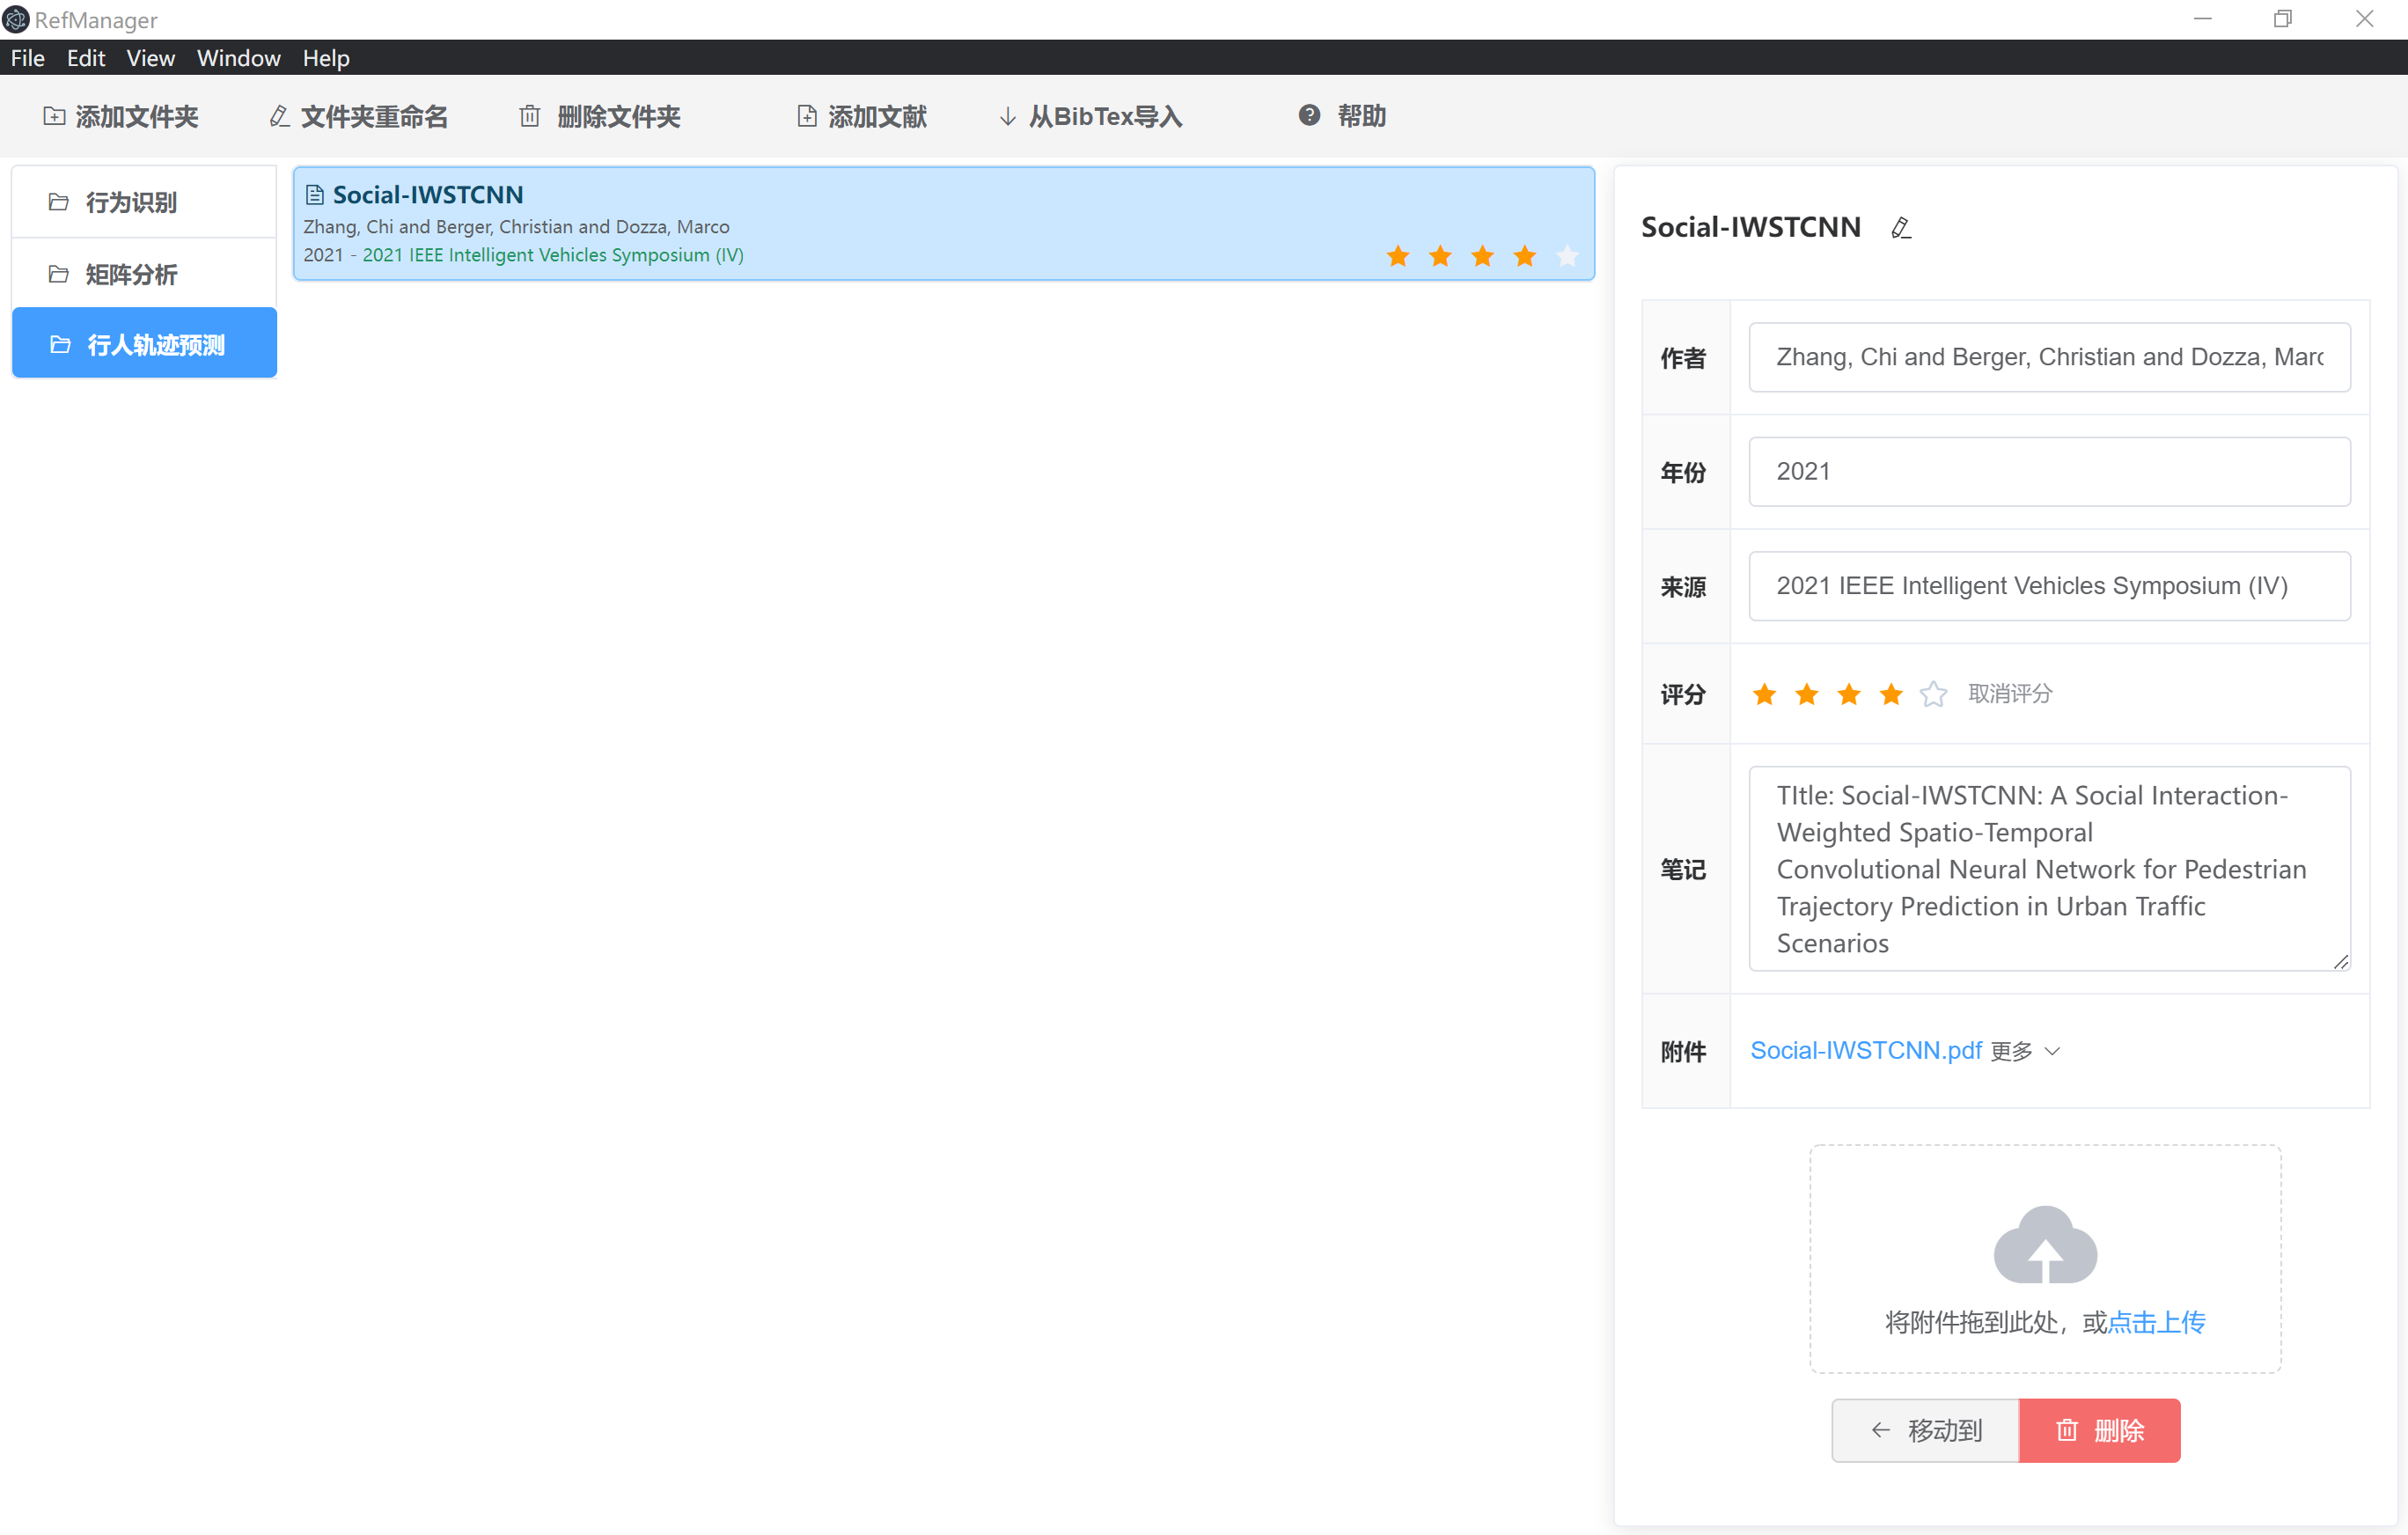 RefManager
File Edit View Window Help
添加文件夹 文件夹重命名 删除文件夹 添加文献 从BibTex导入 帮助
行为识别
矩阵分析
行人轨迹预测
Social-IWSTCNN
Zhang, Chi and Berger, Christian and Dozza, Marco
2021 - 2021 IEEE Intelligent Vehicles Symposium (IV)
Social-IWSTCNN
作者 Zhang, Chi and Berger, Christian and Dozza, Marc
年份 2021
来源 2021 IEEE Intelligent Vehicles Symposium (IV)
评分 取消评分
笔记
TItle: Social-IWSTCNN: A Social Interaction-
Weighted Spatio-Temporal
Convolutional Neural Network for Pedestrian
Trajectory Prediction in Urban Traffic
Scenarios
附件 Social-IWSTCNN.pdf 更多
将附件拖到此处，或点击上传
移动到 删除